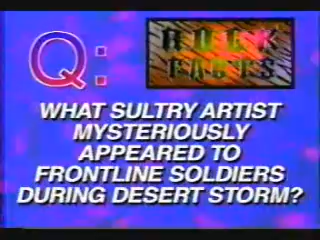 Q:
ROCK
FACTS
WHAT SULTRY ARTIST
MYSTERIOUSLY
APPEARED TO
FRONTLINE SOLDIERS
DURING DESERT STORM?